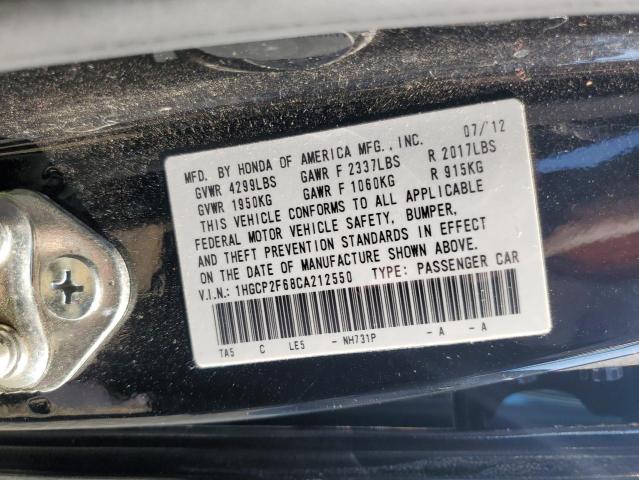 MFD. BY HONDA OF AMERICA MFG., INC. 07/'12
GVWR 4299LBS GAWR F 2337LBS R 2017LBS
GVWR 1950KG GAWR F 1060KG R 915KG
THIS VEHICLE CONFORMS TO ALL APPLICABLE
FEDERAL MOTOR VEHICLE SAFETY, BUMPER,
AND THEFT PREVENTION STANDARDS IN EFFECT
ON THE DATE OF MANUFACTURE SHOWN ABOVE.
V.I.N.: 1HGCP2F68CA212550 TYPE: PASSENGER CAR
TA5 C LE5 - NH731P - A - A